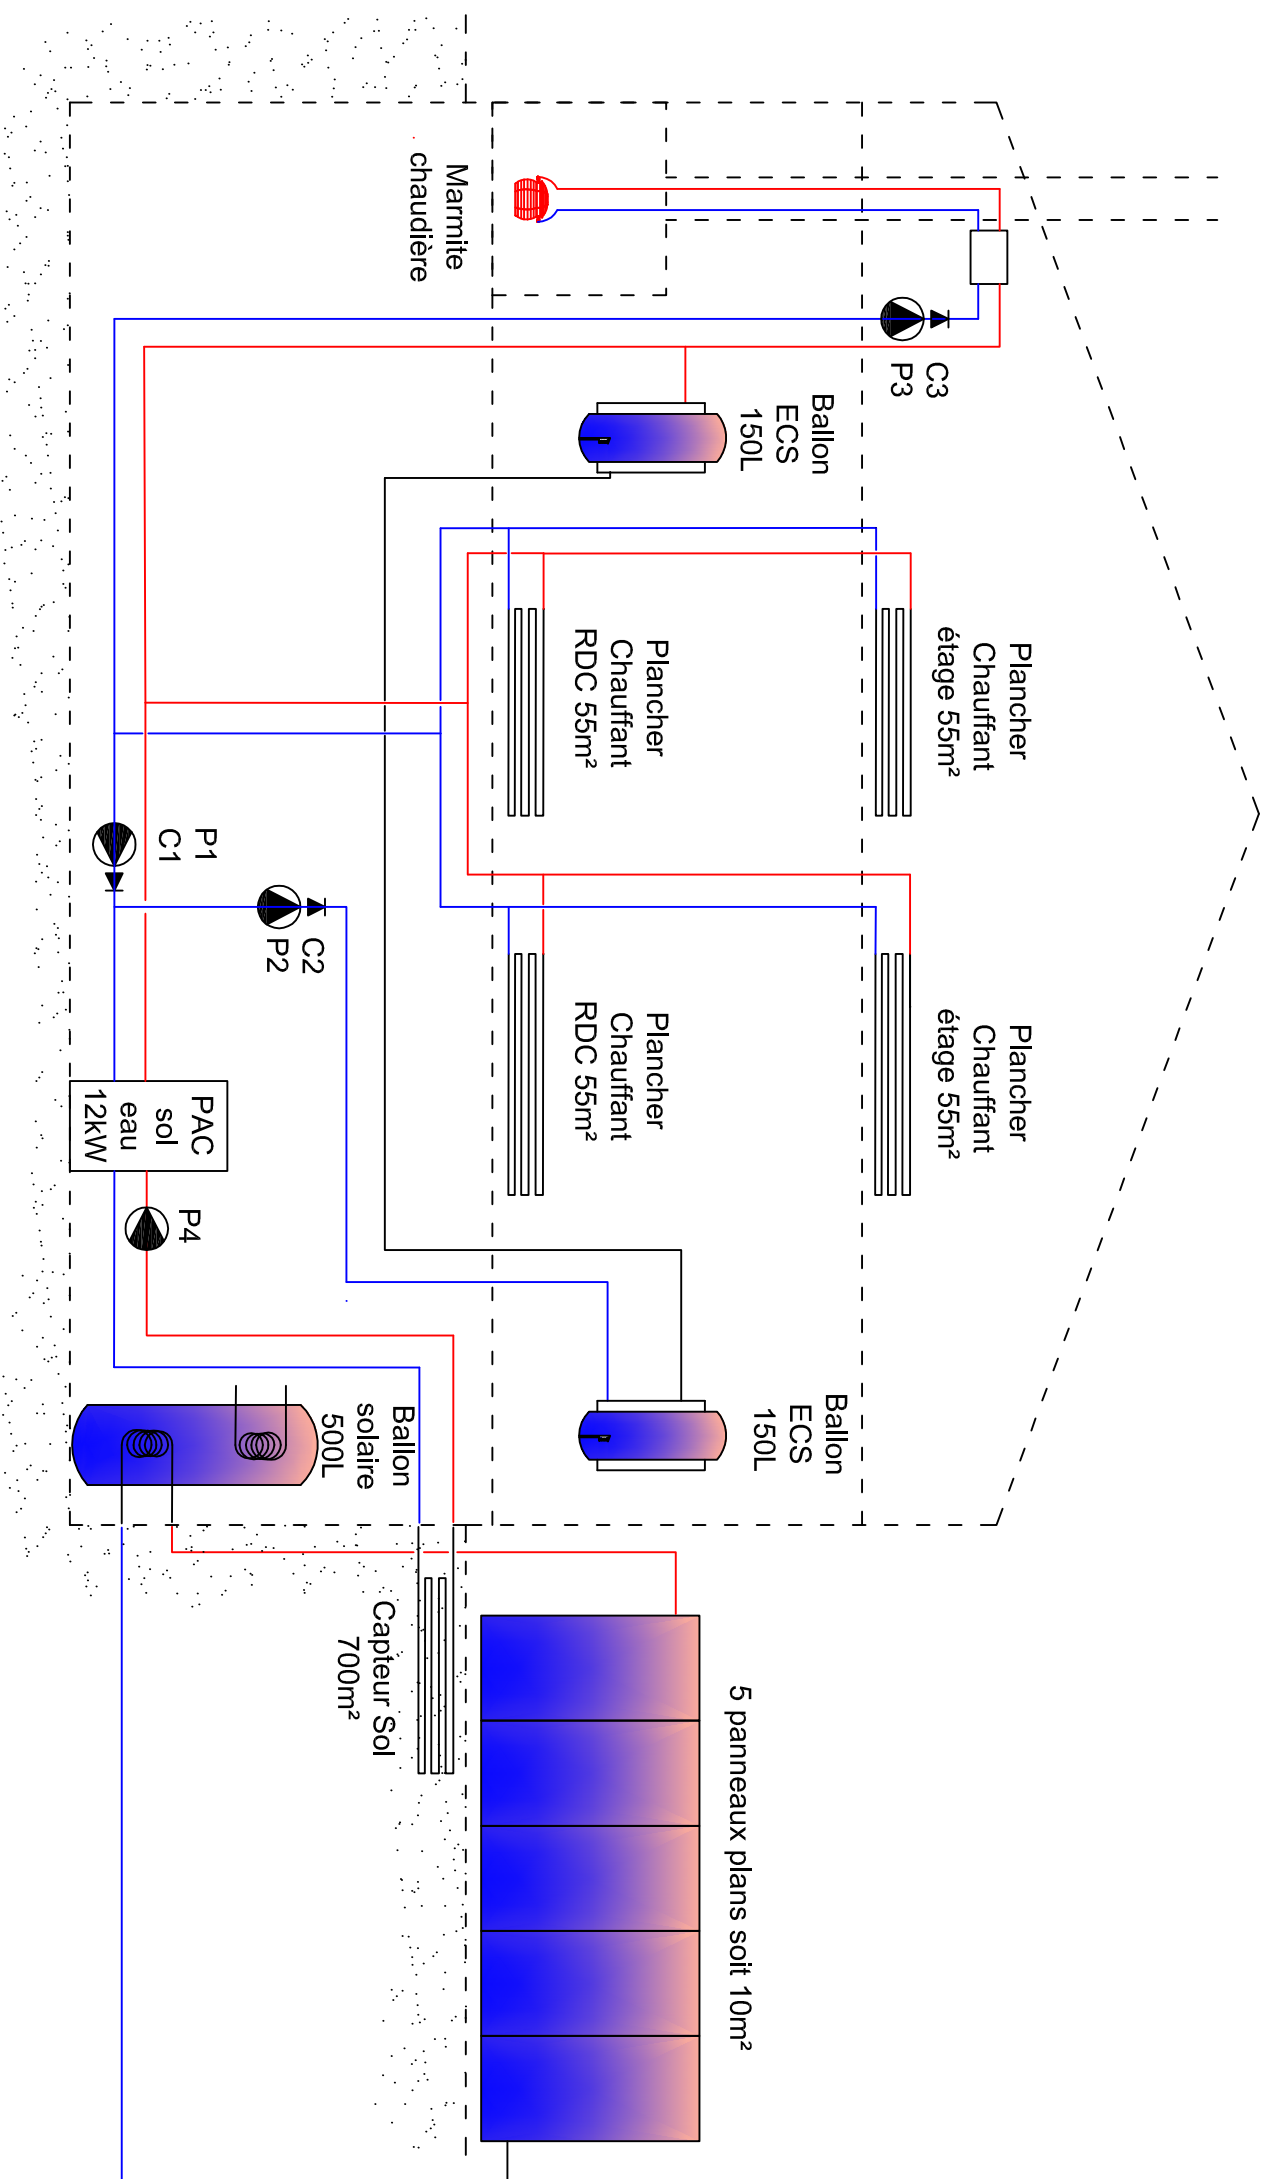 Marmite
chaudière
C3
P3
Ballon
ECS
150L
Plancher
Chauffant
étage 55m²
Plancher
Chauffant
RDC 55m²
Plancher
Chauffant
étage 55m²
Plancher
Chauffant
RDC 55m²
P1
C1
C2
P2
PAC
sol
eau
12kW
P4
Ballon
ECS
150L
Ballon
solaire
500L
Capteur Sol
700m²
5 panneaux plans soit 10m²